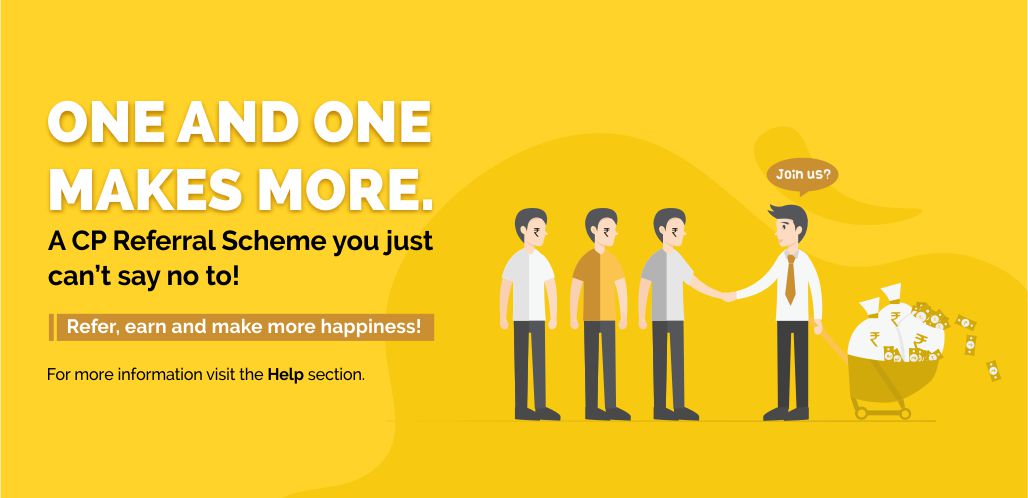 ONE AND ONE
MAKES MORE.
A CP Referral Scheme you just
can’t say no to!
Refer, earn and make more happiness!
For more information visit the Help section.
Join us?
₹ ₹ ₹
₹ ₹